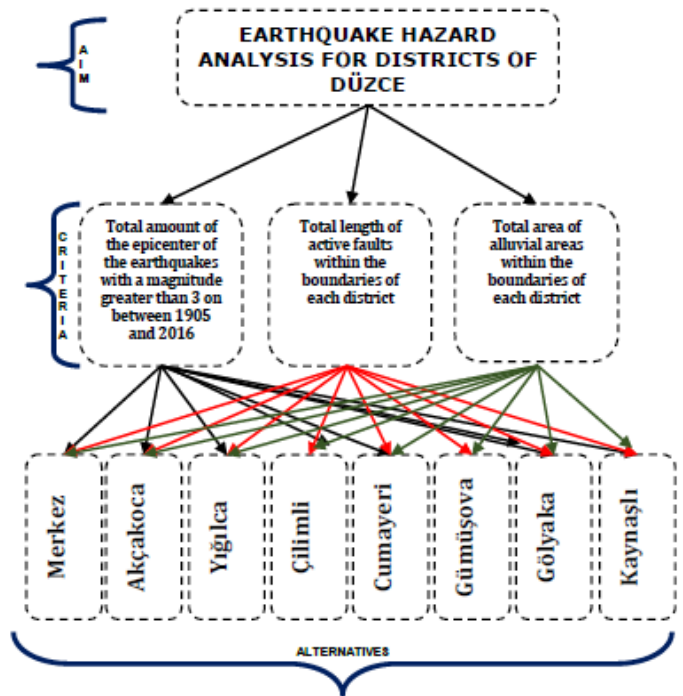 AIM
EARTHQUAKE HAZARD
ANALYSIS FOR DISTRICTS OF
DÜZCE
CRITERIA
Total amount of
the epicenter of
the earthquakes
with a magnitude
greater than 3 on
between 1905
and 2016
Total length of
active faults
within the
boundaries of
each district
Total area of
alluvial areas
within the
boundaries of
each district
Merkez
Akçakoca
Yığılca
Çilimli
Cumayeri
Gümüşova
Gölyaka
Kaynaşlı
ALTERNATIVES